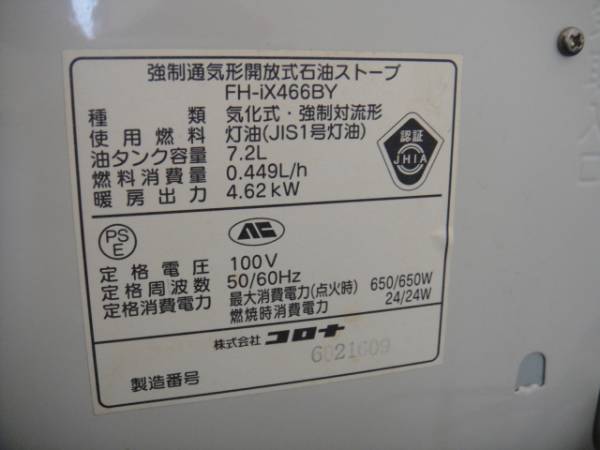 強制通気形開放式石油ストーブ
FH-iX466BY
種類 気化式・強制対流形
使用燃料 灯油(JIS1号灯油)
油タンク容量 7.2L
燃料消費量 0.449L/h
暖房出力 4.62kW
認証
JHIA
PS
E
定格電圧 100V
定格周波数 50/60Hz
定格消費電力 最大消費電力(点火時) 650/650W
燃焼時消費電力 24/24W
株式会社 コロナ
6021609
製造番号